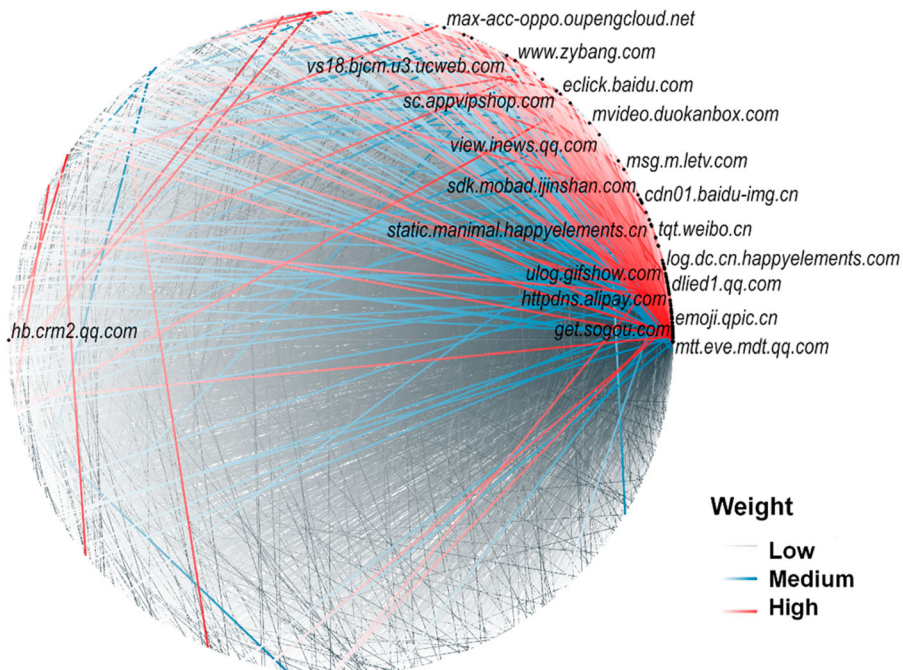 max-acc-oppo.oupengcloud.net
www.zybang.com
vs18.bjcm.u3.ucweb.com
eclick.baidu.com
sc.appvipshop.com
mvideo.duokanbox.com
view.inews.qq.com
msg.m.letv.com
sdk.mobad.ijinshan.com
cdn01.baidu-img.cn
static.manimal.happyelements.cn
tqt.weibo.cn
log.dc.cn.happyelements.com
ulog.gifshow.com
dlied1.qq.com
httpdns.alipay.com
emoji.qpic.cn
hb.crm2.qq.com
get.sogou.com
mtt.eve.mdt.qq.com
Weight
Low
Medium
High